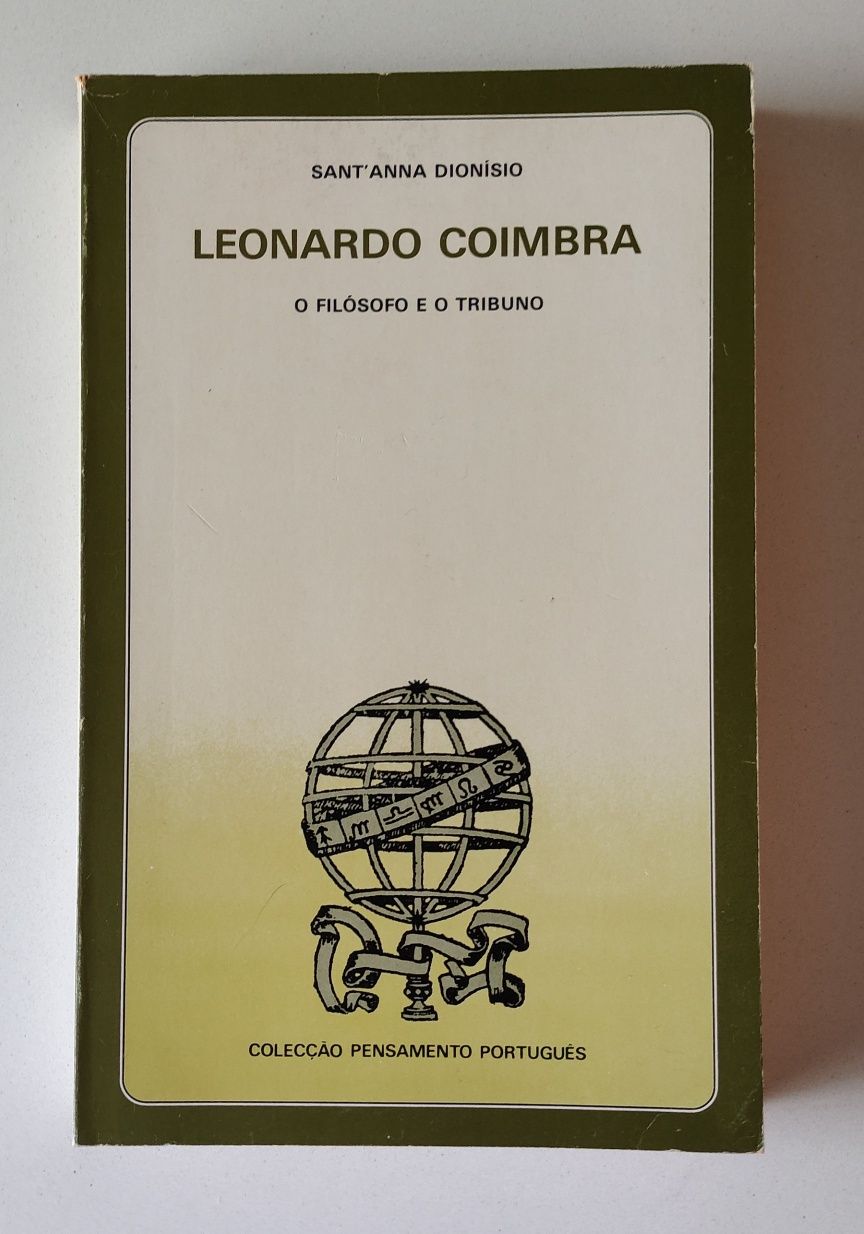 SANT'ANNA DIONÍSIO
LEONARDO COIMBRA
O FILÓSOFO E O TRIBUNO
COLECÇÃO PENSAMENTO PORTUGUÊS